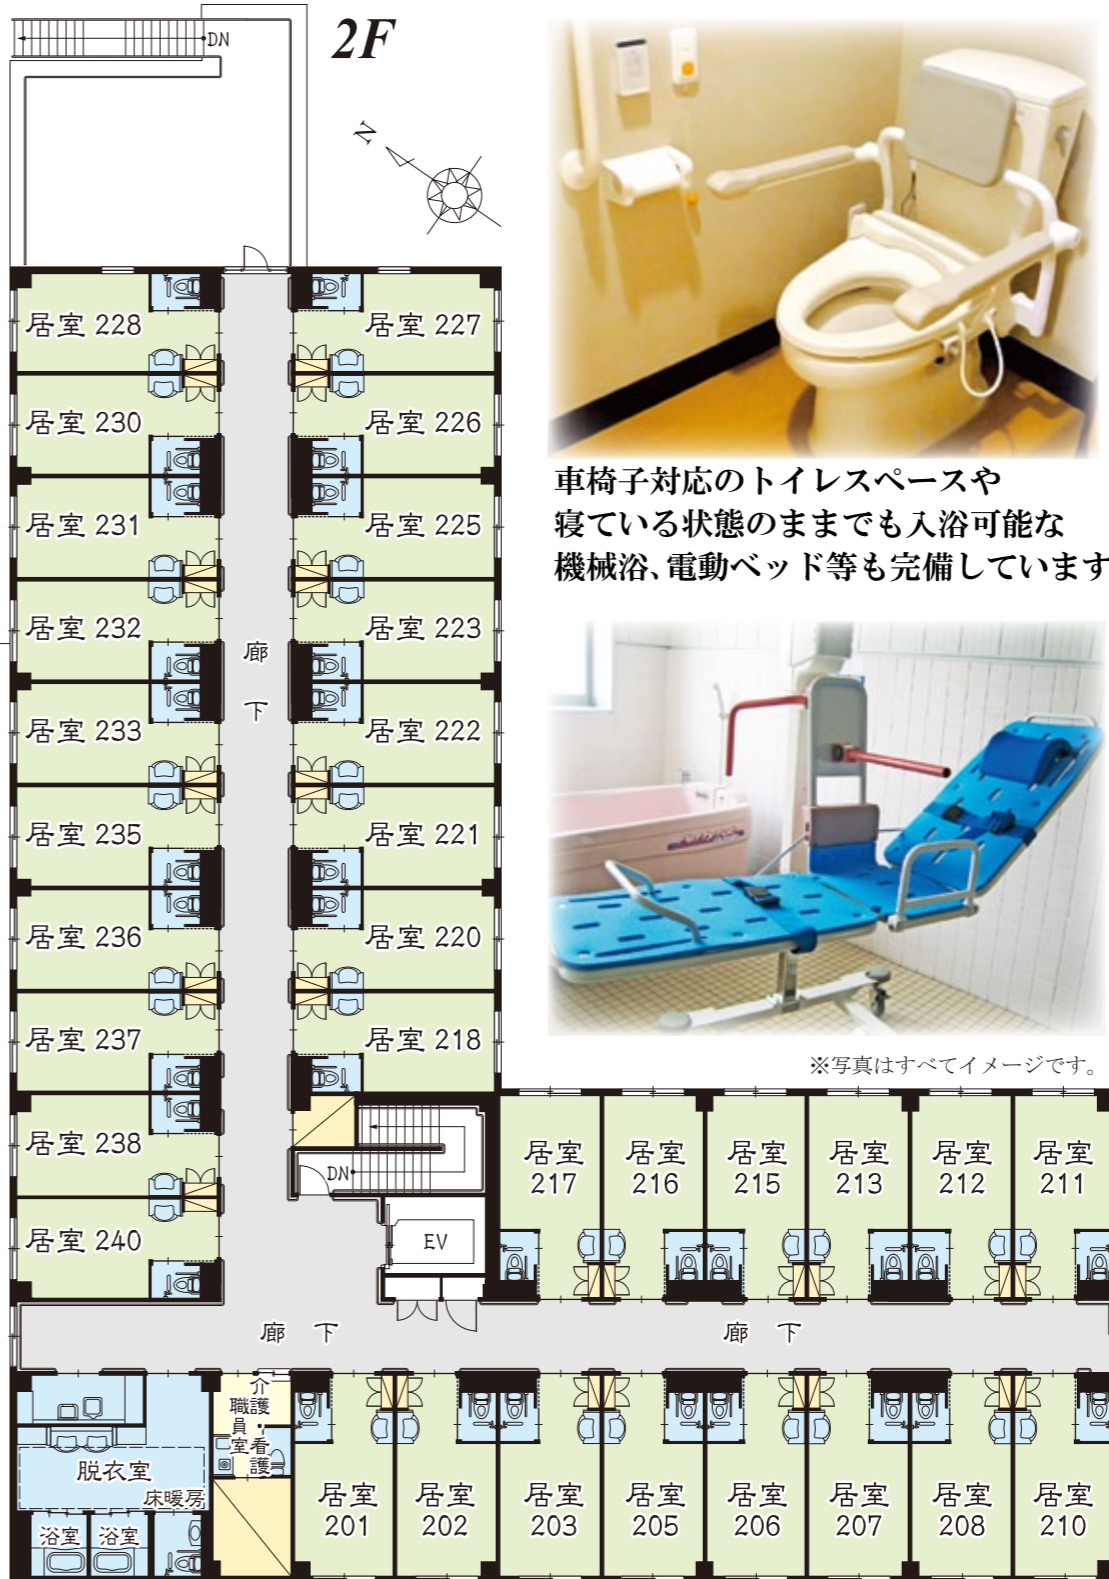 2F
DN
N
居室 228
居室 227
居室 230
居室 226
居室 231
居室 225
居室 232
居室 223
廊下
居室 233
居室 222
居室 235
居室 221
居室 236
居室 220
居室 237
居室 218
居室 238
居室 240
DN
EV
車椅子対応のトイレスペースや
寝ている状態のままでも入浴可能な
機械浴、電動ベッド等も完備しています
※写真はすべてイメージです。
居室
217
居室
216
居室
215
居室
213
居室
212
居室
211
廊下
廊下
介護・看護
職員室
脱衣室
床暖房
浴室
浴室
居室
201
居室
202
居室
203
居室
205
居室
206
居室
207
居室
208
居室
210